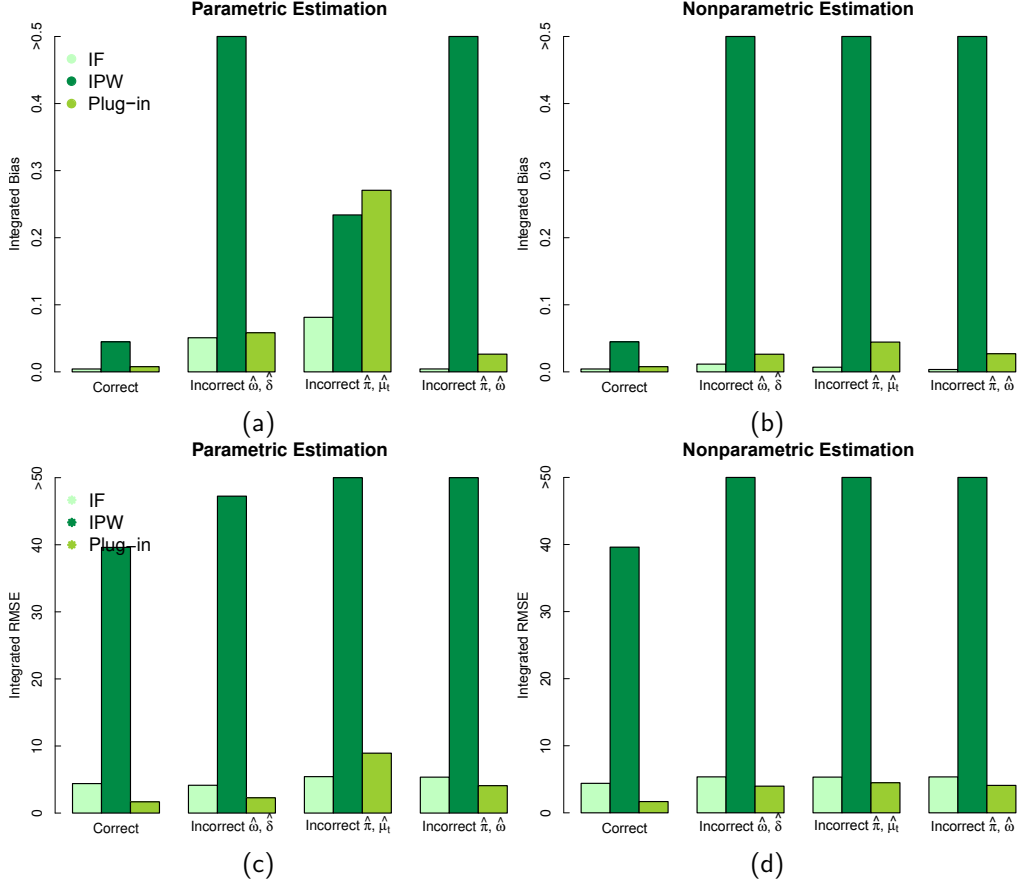 Parametric Estimation
>0.5
0.4
0.3
0.2
0.1
0.0
Integrated Bias
IF
IPW
Plug−in
Correct
Incorrect ω̂, δ̂
Incorrect π̂, μ̂ₜ
Incorrect π̂, ω̂
(a)
Nonparametric Estimation
>0.5
0.4
0.3
0.2
0.1
0.0
Integrated Bias
Correct
Incorrect ω̂, δ̂
Incorrect π̂, μ̂ₜ
Incorrect π̂, ω̂
(b)
Parametric Estimation
>50
40
30
20
10
0
Integrated RMSE
IF
IPW
Plug−in
Correct
Incorrect ω̂, δ̂
Incorrect π̂, μ̂ₜ
Incorrect π̂, ω̂
(c)
Nonparametric Estimation
>50
40
30
20
10
0
Integrated RMSE
Correct
Incorrect ω̂, δ̂
Incorrect π̂, μ̂ₜ
Incorrect π̂, ω̂
(d)